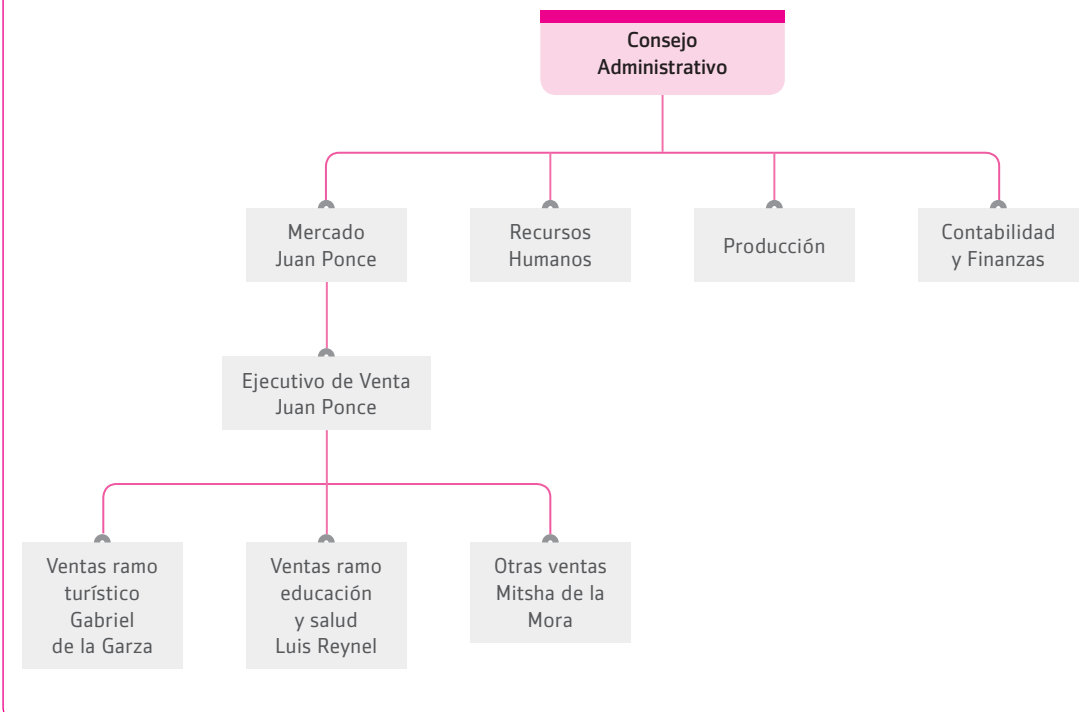 Consejo
Administrativo
Mercado
Juan Ponce
Recursos
Humanos
Producción
Contabilidad
y Finanzas
Ejecutivo de Venta
Juan Ponce
Ventas ramo
turístico
Gabriel
de la Garza
Ventas ramo
educación
y salud
Luis Reynel
Otras ventas
Mitsha de la
Mora